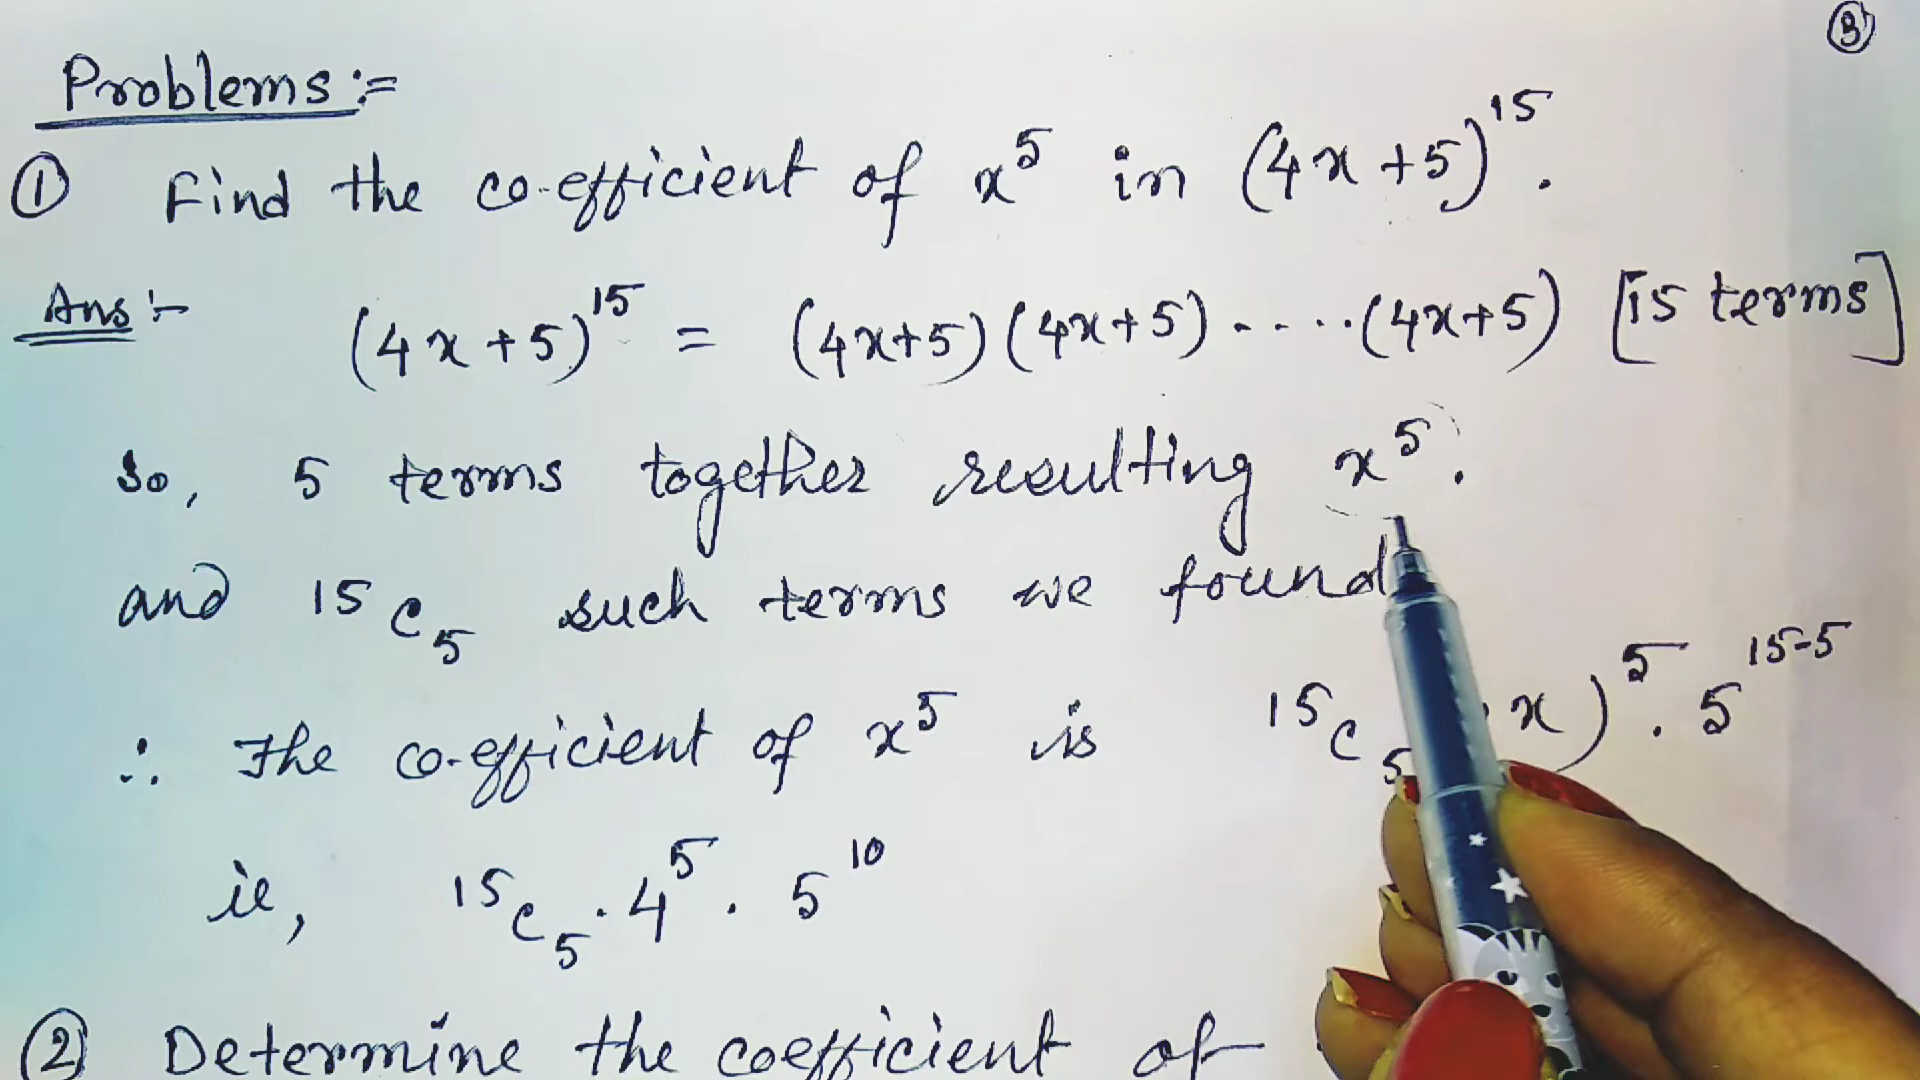 3
Problems :-
① Find the co-efficient of x⁵ in (4x+5)¹⁵.
Ans :- (4x+5)¹⁵ = (4x+5)(4x+5)-....(4x+5) [15 terms]
So, 5 terms together resulting x⁵.
and ¹⁵C₅ such terms we found
∴ The co-efficient of x⁵ is ¹⁵C₅ x)⁵ . 5¹⁵⁻⁵
ie, ¹⁵C₅ . 4⁵ . 5¹⁰
② Determine the coefficient of